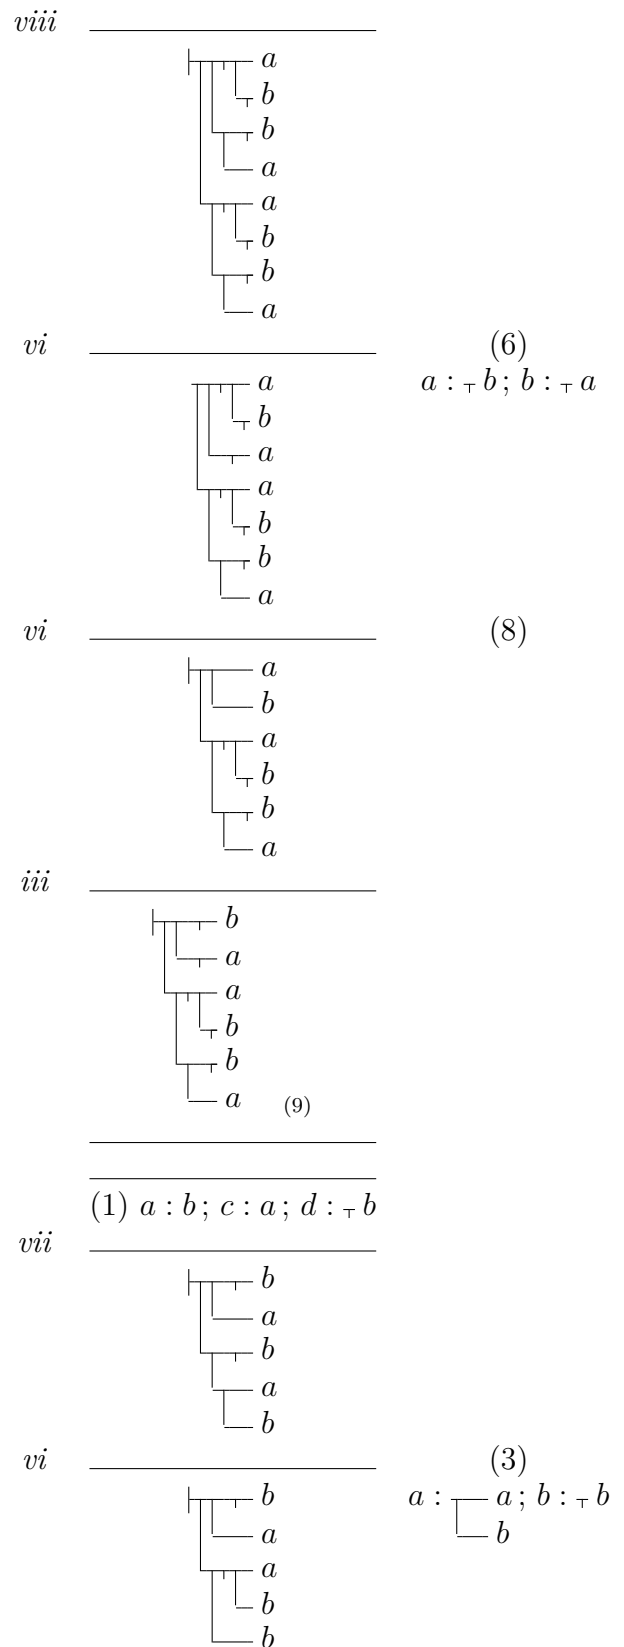 viii
a
b
b
a
a
b
b
a
vi (6)
a a : ⊤ b ; b : ⊤ a
b
a
a
b
b
a
vi (8)
a
b
a
b
b
a
iii
b
a
a
b
b
a (9)
(1) a : b ; c : a ; d : ⊤ b
vii
b
a
b
a
b
vi (3)
b a : a ; b : ⊤ b
a b
a
b
b